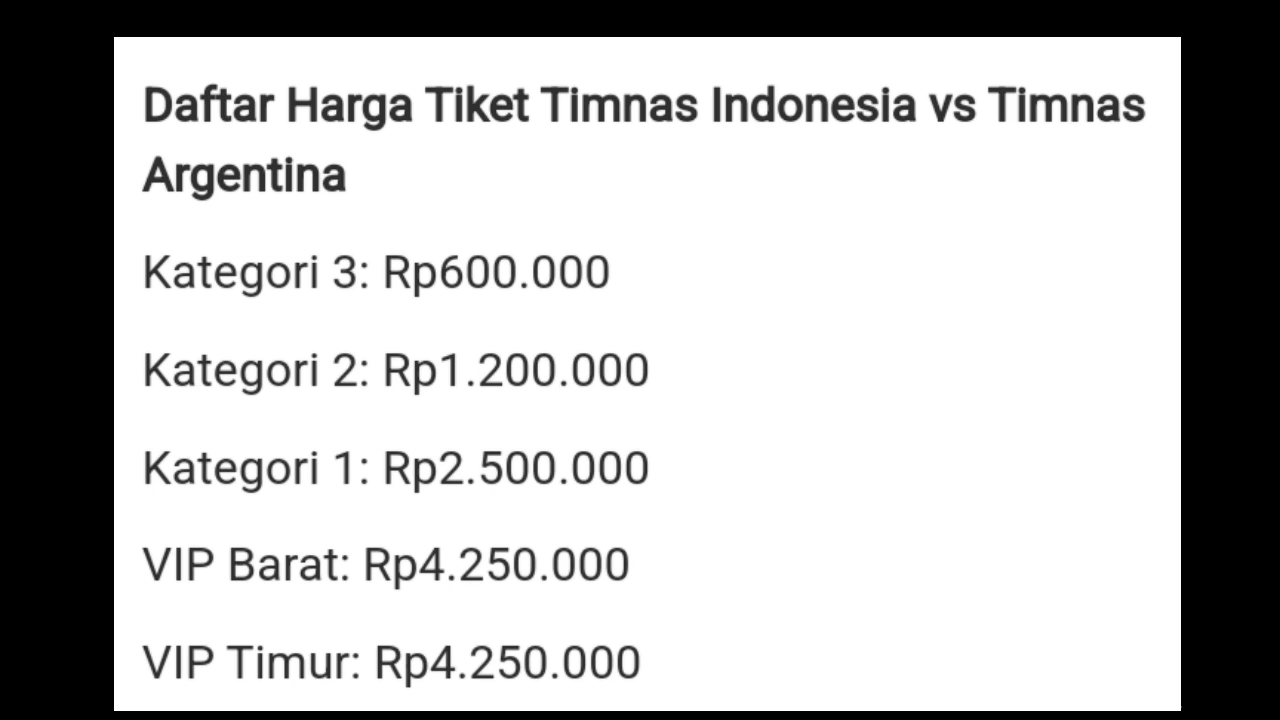 Daftar Harga Tiket Timnas Indonesia vs Timnas
Argentina
Kategori 3: Rp600.000
Kategori 2: Rp1.200.000
Kategori 1: Rp2.500.000
VIP Barat: Rp4.250.000
VIP Timur: Rp4.250.000